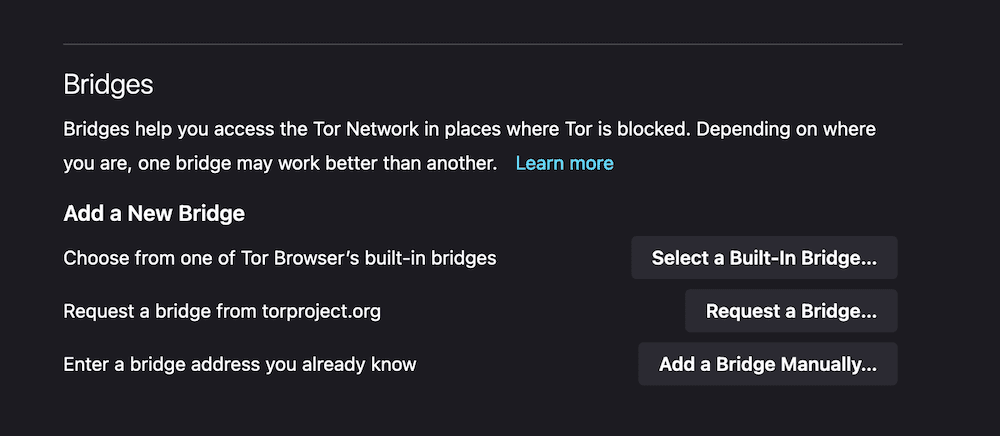 Bridges
Bridges help you access the Tor Network in places where Tor is blocked. Depending on where
you are, one bridge may work better than another. Learn more
Add a New Bridge
Choose from one of Tor Browser’s built-in bridges
Select a Built-In Bridge...
Request a bridge from torproject.org
Request a Bridge...
Enter a bridge address you already know
Add a Bridge Manually...